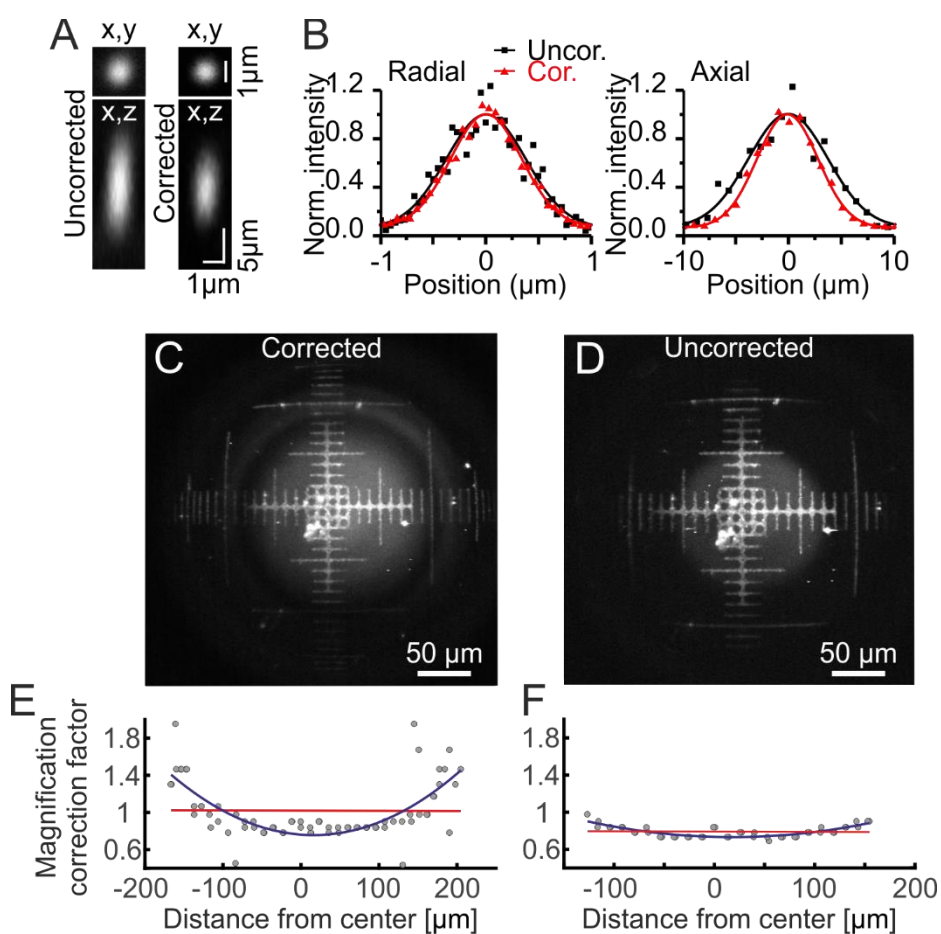 A
x,y
x,y
Uncorrected
Corrected
1µm
x,z
x,z
5µm
1µm
B
Uncor.
Cor.
Radial
Norm. intensity
1.2
0.8
0.4
0.0
-1
0
1
Position (µm)
Axial
Norm. intensity
1.2
0.8
0.4
0.0
-10
0
10
Position (µm)
C
Corrected
50 µm
D
Uncorrected
50 µm
E
Magnification
correction factor
1.8
1.4
1
0.6
-200
-100
0
100
200
Distance from center [µm]
F
1.8
1.4
1
0.6
-100
0
100
200
Distance from center [µm]